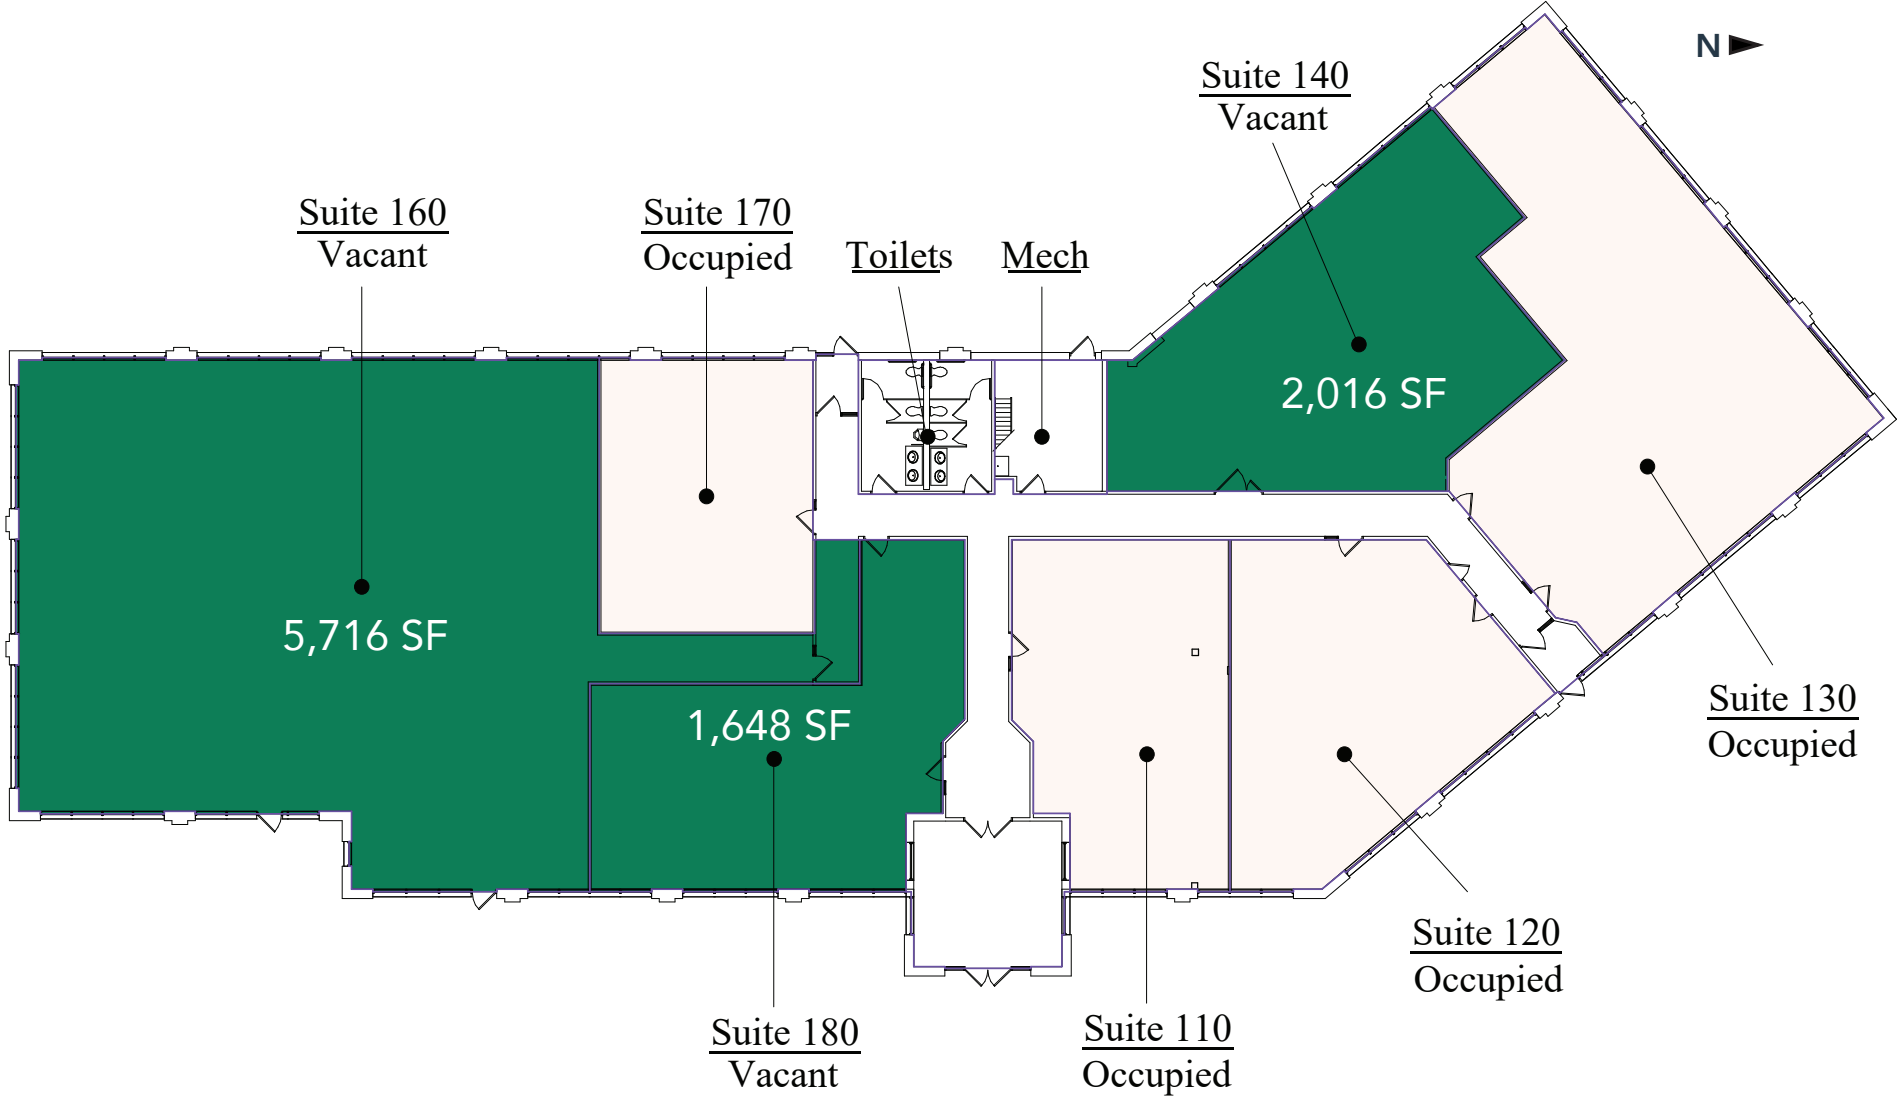 N
Suite 140
Vacant
Suite 160
Vacant
Suite 170
Occupied
Toilets
Mech
2,016 SF
5,716 SF
1,648 SF
Suite 130
Occupied
Suite 120
Occupied
Suite 180
Vacant
Suite 110
Occupied